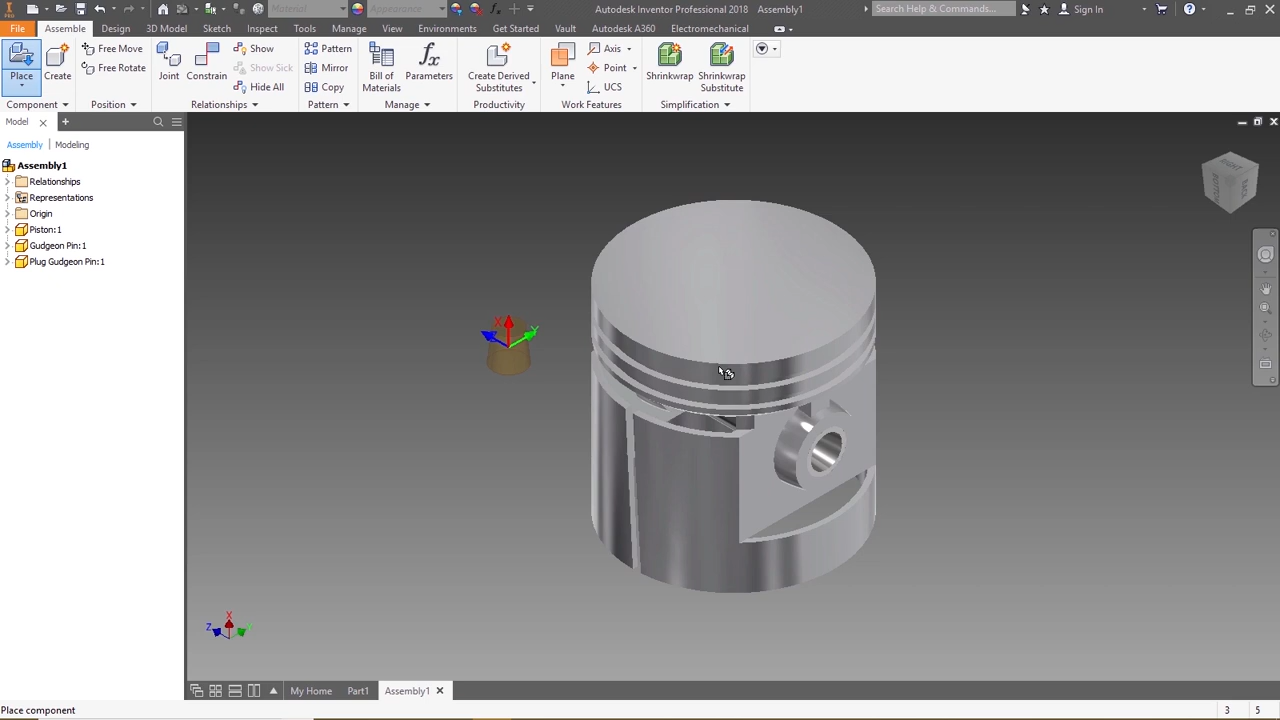 Material
Appearance
Autodesk Inventor Professional 2018 Assembly1
Search Help & Commands...
Sign In
File Assemble Design 3D Model Sketch Inspect Tools Manage View Environments Get Started Vault Autodesk A360 Electromechanical
Place
Create
Free Move
Free Rotate
Joint
Constrain
Show
Show Sick
Hide All
Pattern
Mirror
Copy
Bill of
Materials
Parameters
Create Derived
Substitutes
Plane
Axis
Point
UCS
Shrinkwrap
Shrinkwrap
Substitute
Component Position Relationships Pattern Manage Productivity Work Features Simplification
Model
Assembly Modeling
Assembly1
Relationships
Representations
Origin
Piston:1
Gudgeon Pin:1
Plug Gudgeon Pin:1
X
Y
X
Z
My Home Part1 Assembly1
Place component
3 5